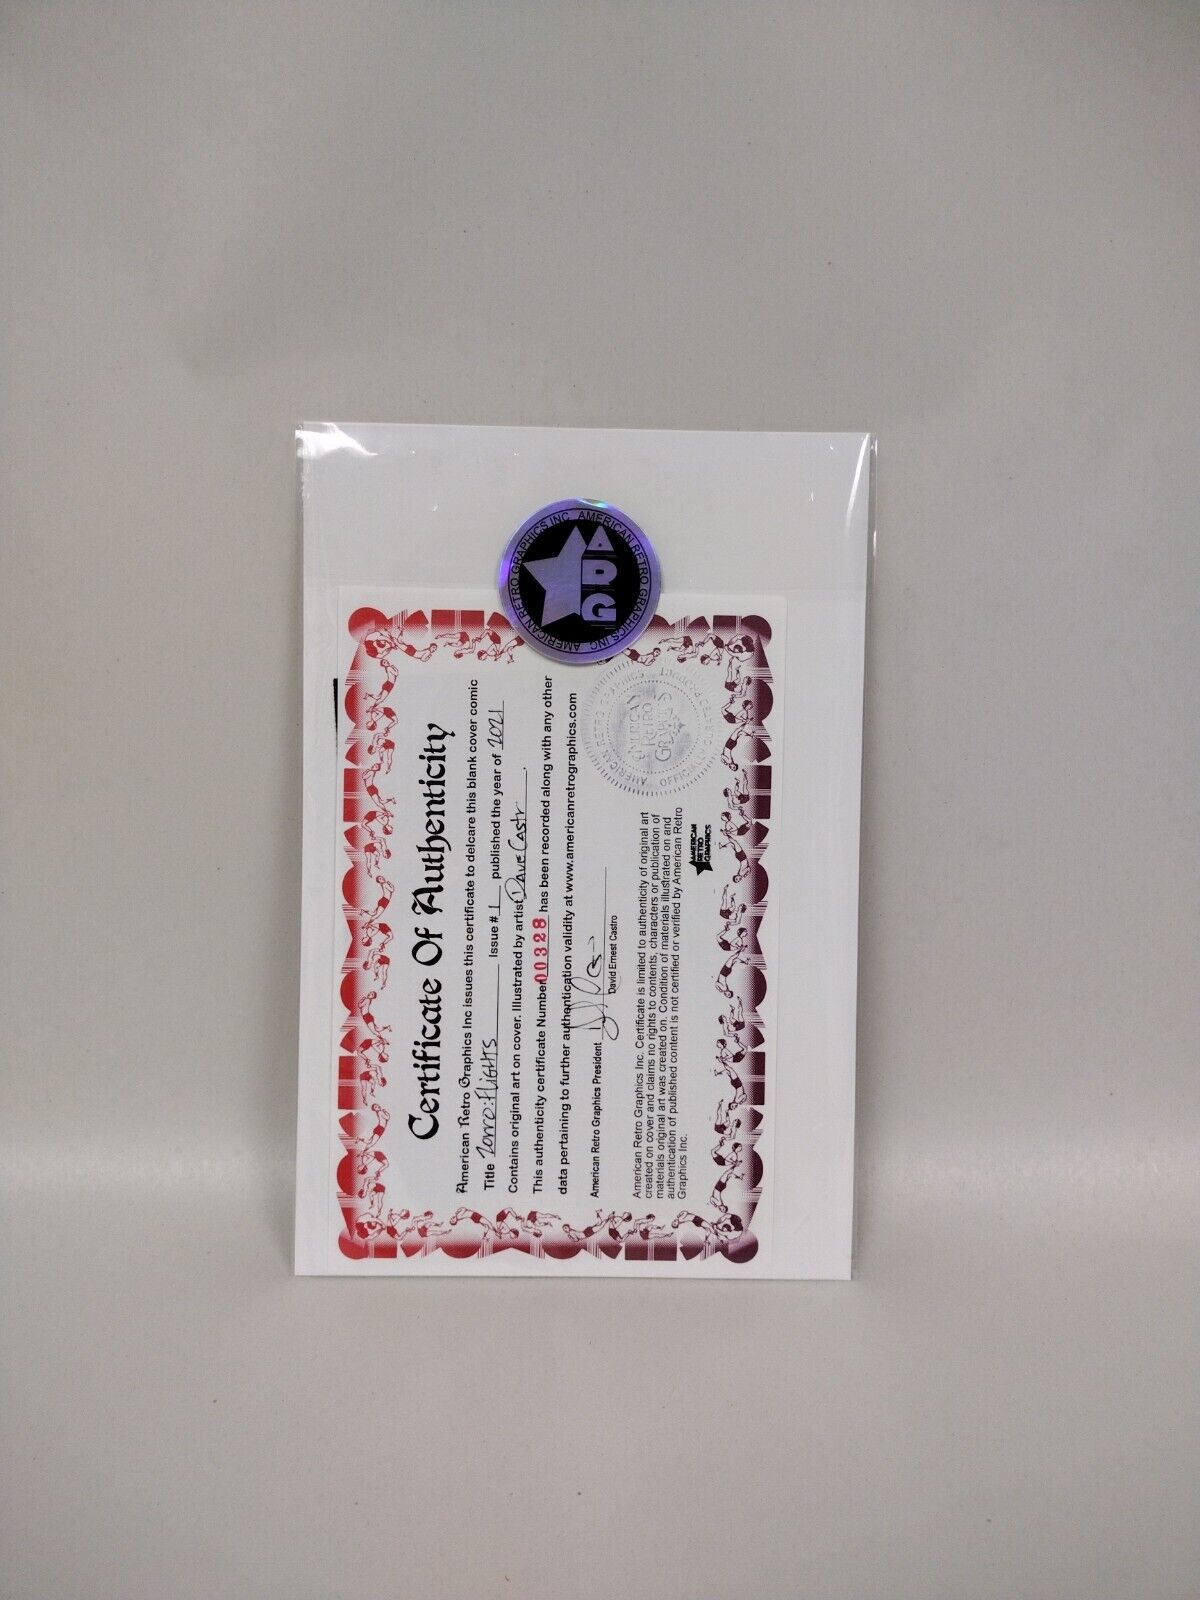 AMERICAN RETRO GRAPHICS INC. AMERICAN RETRO GRAPHICS INC.
ARG
Certificate Of Authenticity
American Retro Graphics Inc issues this certificate to delcare this blank cover comic
Title Zorro: Flights Issue # 1 published the year of 2021
Contains original art on cover. Illustrated by artist Dave Castr.
This authenticity certificate Number 00328 has been recorded along with any other
data pertaining to further authentication validity at www.americanretrographics.com
American Retro Graphics President
David Ernest Castro
American Retro Graphics Inc. Certificate is limited to authenticity of original art
created on cover and claims no rights to contents, characters or publication of
materials original art was created on. Condition of materials illustrated on and
authentication of published content is not certified or verified by American Retro
Graphics Inc.
AMERICAN
RETRO
GRAPHICS
AMERICAN
RETRO
GRAPHICS